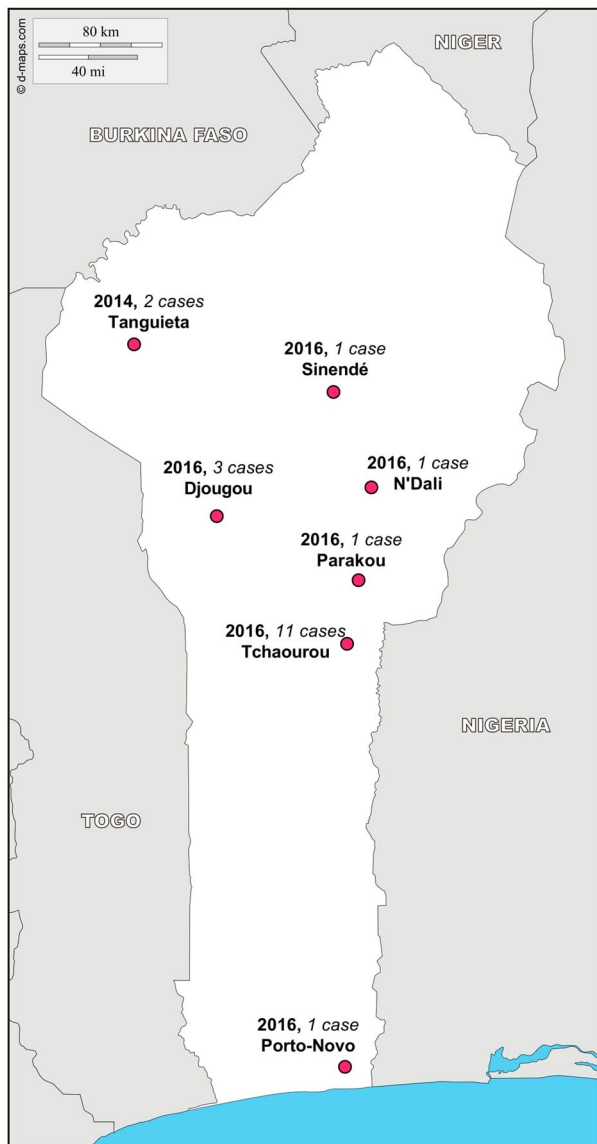 © d-maps.com
80 km
40 mi
NIGER
BURKINA FASO
2014, 2 cases
Tanguieta
2016, 1 case
Sinendé
2016, 3 cases
Djougou
2016, 1 case
N'Dali
2016, 1 case
Parakou
2016, 11 cases
Tchaourou
NIGERIA
TOGO
2016, 1 case
Porto-Novo